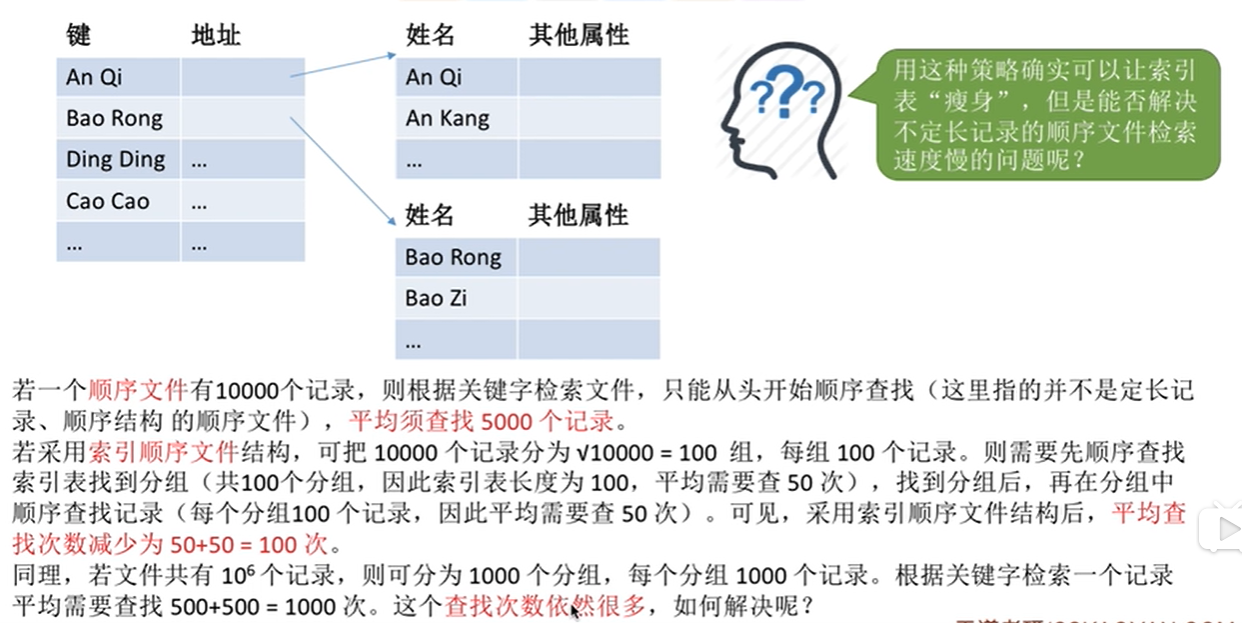 键 地址
An Qi
Bao Rong
Ding Ding ...
Cao Cao ...
... ...
姓名 其他属性
An Qi
An Kang
...
姓名 其他属性
Bao Rong
Bao Zi
...
???
用这种策略确实可以让索引
表“瘦身”，但是能否解决
不定长记录的顺序文件检索
速度慢的问题呢？
若一个顺序文件有10000个记录，则根据关键字检索文件，只能从头开始顺序查找（这里指的并不是定长记
录、顺序结构 的顺序文件），平均须查找 5000 个记录。
若采用索引顺序文件结构，可把 10000 个记录分为 √10000 = 100 组，每组 100 个记录。则需要先顺序查找
索引表找到分组（共100个分组，因此索引表长度为 100，平均需要查 50 次），找到分组后，再在分组中
顺序查找记录（每个分组100 个记录，因此平均需要查 50 次）。可见，采用索引顺序文件结构后，平均查
找次数减少为 50+50 = 100 次。
同理，若文件共有 10⁶ 个记录，则可分为 1000 个分组，每个分组 1000 个记录。根据关键字检索一个记录
平均需要查找 500+500 = 1000 次。这个查找次数依然很多，如何解决呢？